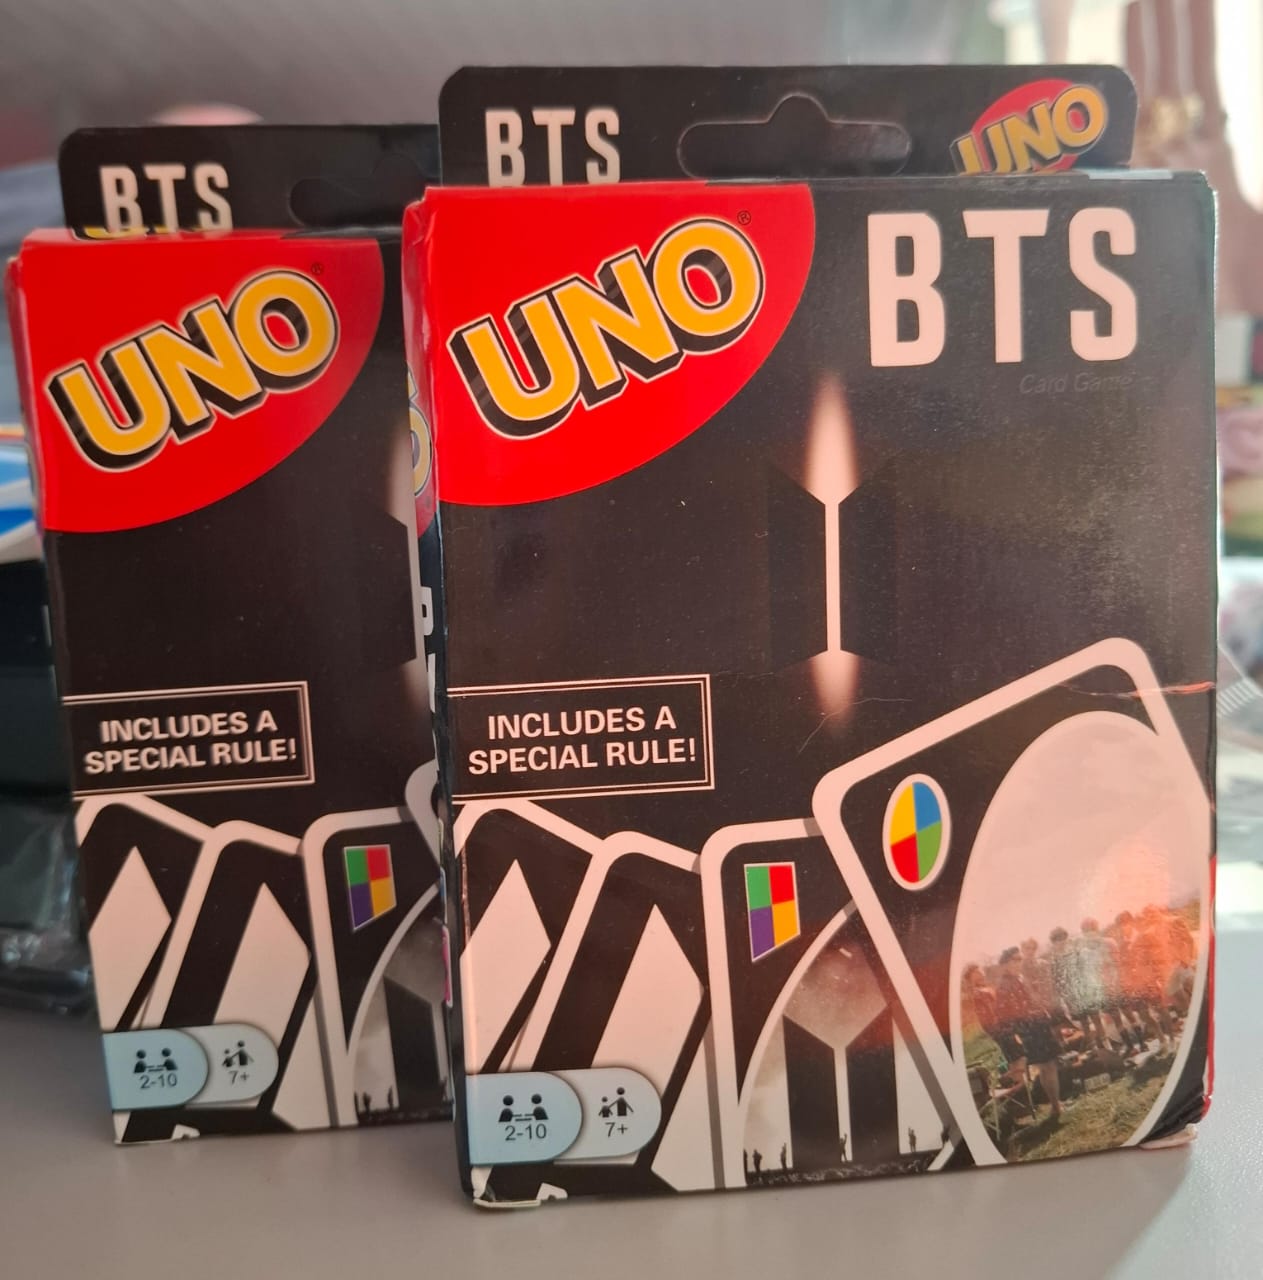 BTS
UNO®
INCLUDES A
SPECIAL RULE!
2-10
7+
BTS
UNO
UNO®
BTS
Card Game
INCLUDES A
SPECIAL RULE!
2-10
7+